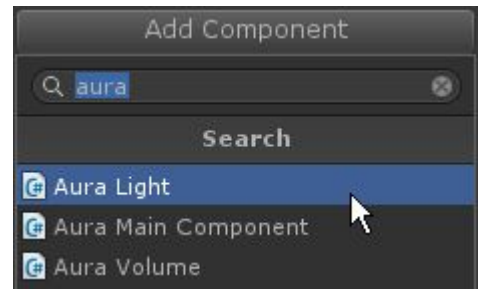 Add Component
aura
Search
Aura Light
Aura Main Component
Aura Volume